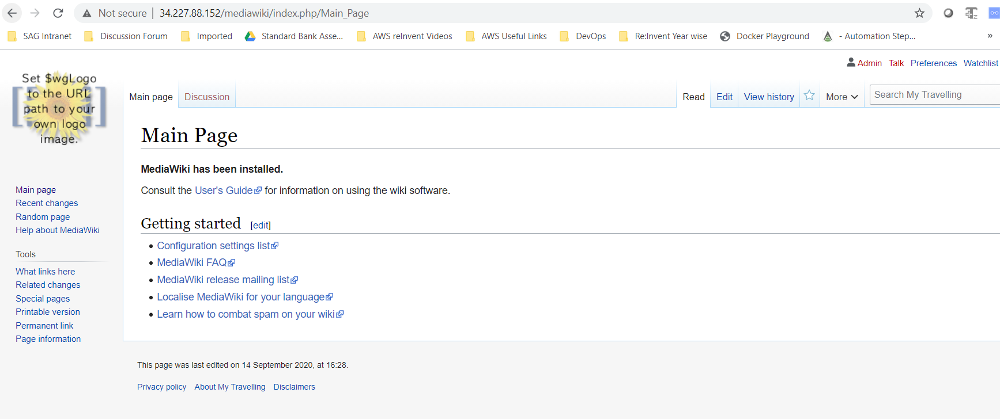 Not secure | 34.227.88.152/mediawiki/index.php/Main_Page
SAG Intranet Discussion Forum Imported Standard Bank Asse... AWS reInvent Videos AWS Useful Links DevOps Re:Invent Year wise Docker Playground - Automation Step... »
Admin Talk Preferences Watchlist
Set $wgLogo
to the URL
path to your
own logo
image.
Main page Discussion Read Edit View history More Search My Travelling
Main Page
MediaWiki has been installed.
Consult the User's Guide for information on using the wiki software.
Getting started [edit]
• Configuration settings list
• MediaWiki FAQ
• MediaWiki release mailing list
• Localise MediaWiki for your language
• Learn how to combat spam on your wiki
Main page
Recent changes
Random page
Help about MediaWiki
Tools
What links here
Related changes
Special pages
Printable version
Permanent link
Page information
This page was last edited on 14 September 2020, at 16:28.
Privacy policy About My Travelling Disclaimers